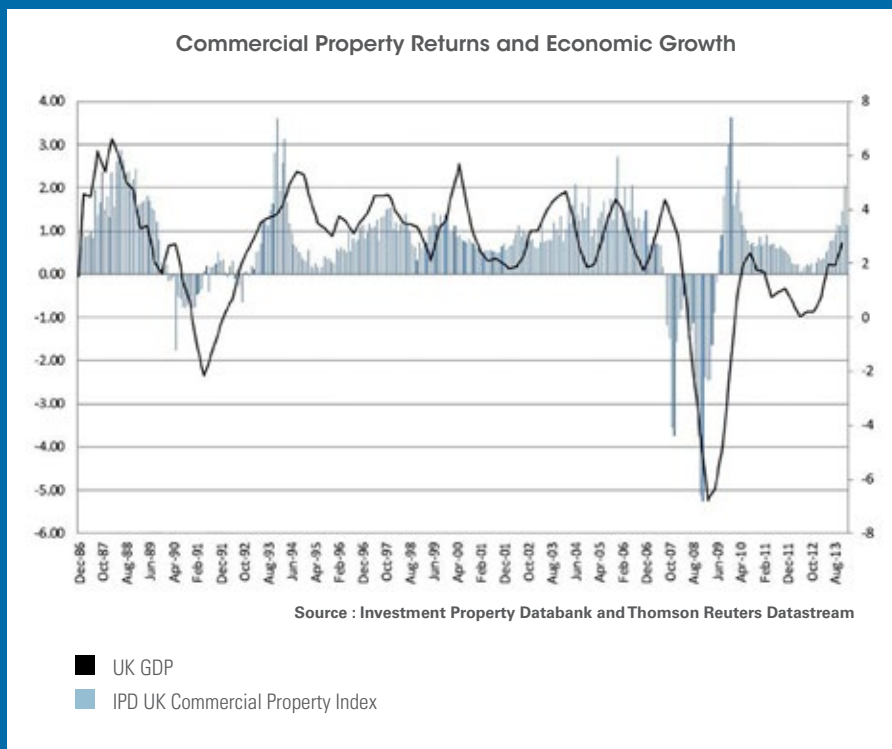 Commercial Property Returns and Economic Growth
4.00 8
3.00 6
2.00 4
1.00
0.00 2
-1.00 0
-2.00 -2
-3.00
-4.00 -4
-5.00 -6
-6.00 -8
Dec-86 Oct-87 Aug-88 Jun-89 Apr-90 Feb-91 Dec-91 Oct-92 Aug-93 Jun-94 Apr-95 Feb-96 Dec-96 Oct-97 Aug-98 Jun-99 Apr-00 Feb-01 Dec-01 Oct-02 Aug-03 Jun-04 Apr-05 Feb-06 Dec-06 Oct-07 Aug-08 Jun-09 Apr-10 Feb-11 Dec-11 Oct-12 Aug-13
Source : Investment Property Databank and Thomson Reuters Datastream
UK GDP
IPD UK Commercial Property Index